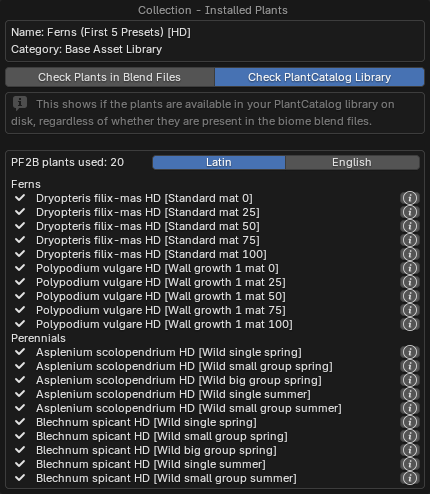 Collection - Installed Plants
Name: Ferns (First 5 Presets) [HD]
Category: Base Asset Library
Check Plants in Blend Files
Check PlantCatalog Library
This shows if the plants are available in your PlantCatalog library on
disk, regardless of whether they are present in the biome blend files.
PF2B plants used: 20
Latin
English
Ferns
Dryopteris filix-mas HD [Standard mat 0]
Dryopteris filix-mas HD [Standard mat 25]
Dryopteris filix-mas HD [Standard mat 50]
Dryopteris filix-mas HD [Standard mat 75]
Dryopteris filix-mas HD [Standard mat 100]
Polypodium vulgare HD [Wall growth 1 mat 0]
Polypodium vulgare HD [Wall growth 1 mat 25]
Polypodium vulgare HD [Wall growth 1 mat 50]
Polypodium vulgare HD [Wall growth 1 mat 75]
Polypodium vulgare HD [Wall growth 1 mat 100]
Perennials
Asplenium scolopendrium HD [Wild single spring]
Asplenium scolopendrium HD [Wild small group spring]
Asplenium scolopendrium HD [Wild big group spring]
Asplenium scolopendrium HD [Wild single summer]
Asplenium scolopendrium HD [Wild small group summer]
Blechnum spicant HD [Wild single spring]
Blechnum spicant HD [Wild small group spring]
Blechnum spicant HD [Wild big group spring]
Blechnum spicant HD [Wild single summer]
Blechnum spicant HD [Wild small group summer]